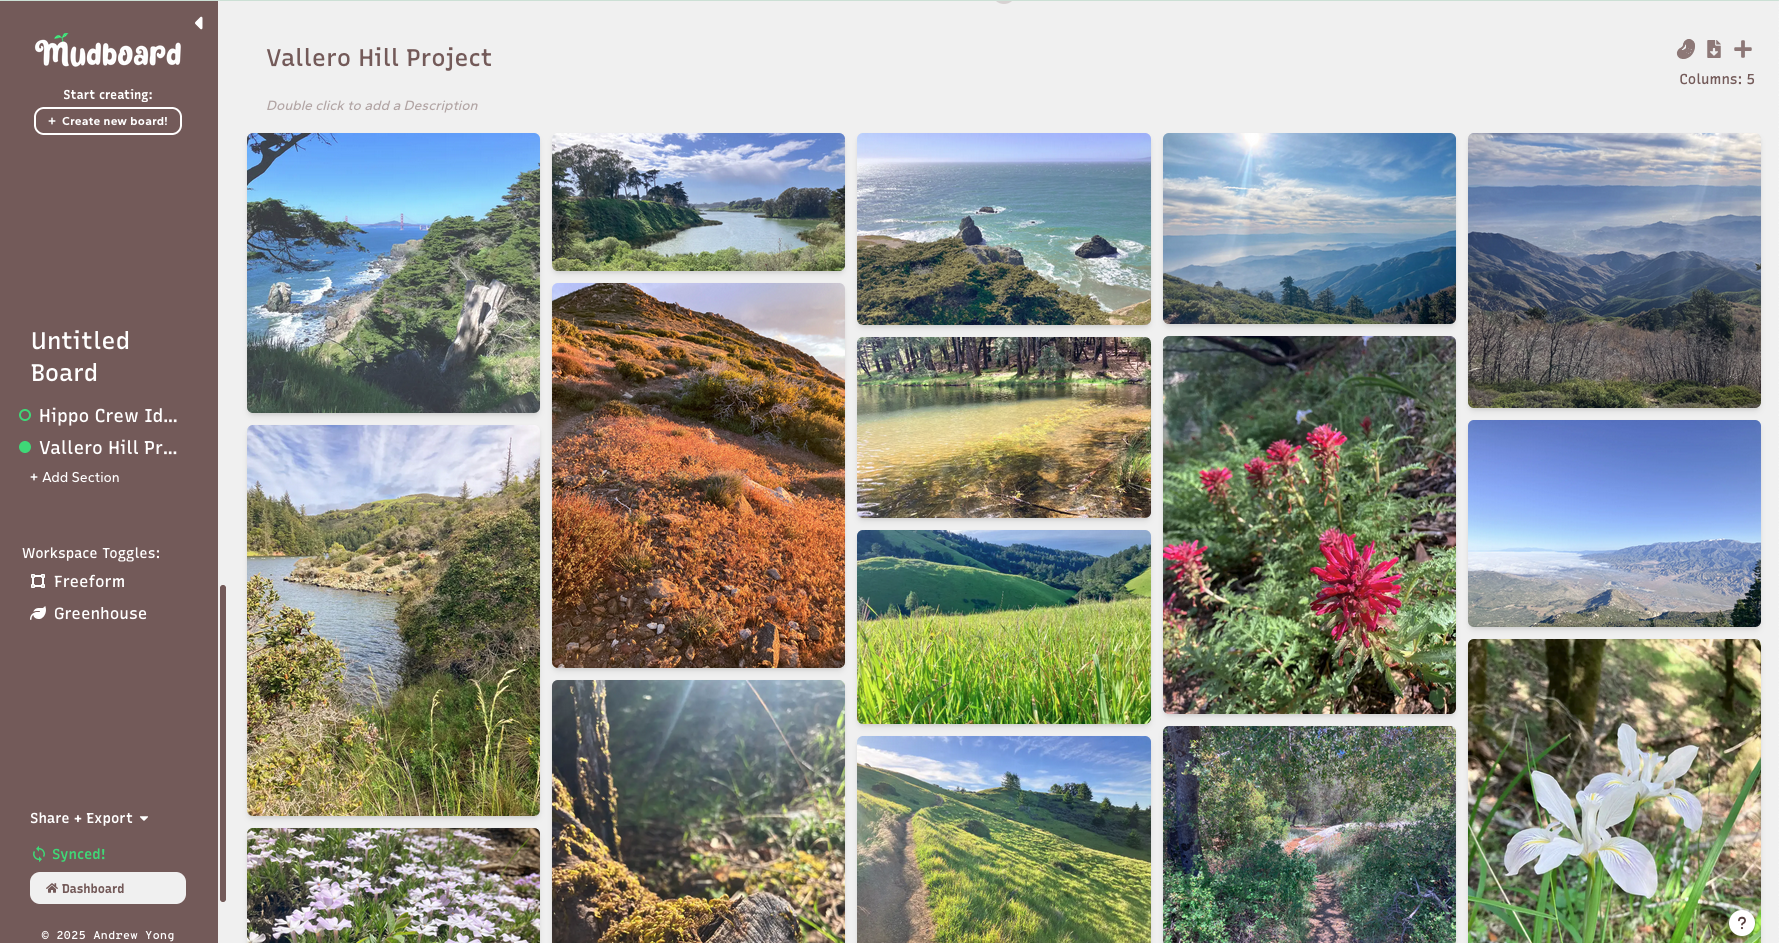 Mudboard
Start creating:
+ Create new board!
Untitled
Board
Hippo Crew Id...
Vallero Hill Pr...
+ Add Section
Workspace Toggles:
Freeform
Greenhouse
Share + Export
Synced!
Dashboard
© 2025 Andrew Yong
Vallero Hill Project
Double click to add a Description
Columns: 5
?